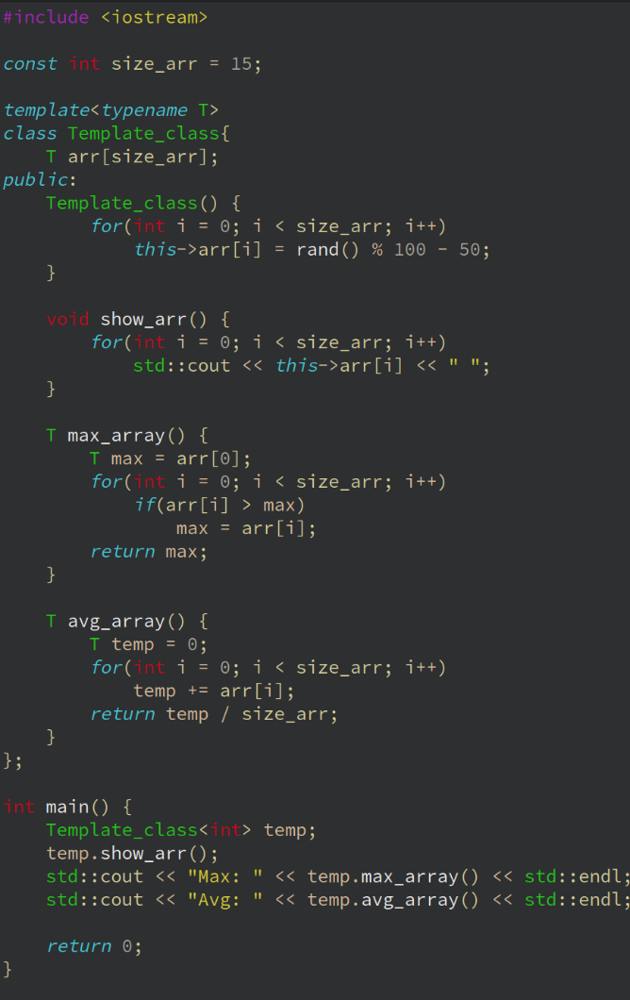 #include <iostream>

const int size_arr = 15;

template<typename T>
class Template_class{
    T arr[size_arr];
public:
    Template_class() {
        for(int i = 0; i < size_arr; i++)
            this->arr[i] = rand() % 100 - 50;
    }

    void show_arr() {
        for(int i = 0; i < size_arr; i++)
            std::cout << this->arr[i] << " ";
    }

    T max_array() {
        T max = arr[0];
        for(int i = 0; i < size_arr; i++)
            if(arr[i] > max)
                max = arr[i];
        return max;
    }

    T avg_array() {
        T temp = 0;
        for(int i = 0; i < size_arr; i++)
            temp += arr[i];
        return temp / size_arr;
    }
};

int main() {
    Template_class<int> temp;
    temp.show_arr();
    std::cout << "Max: " << temp.max_array() << std::endl;
    std::cout << "Avg: " << temp.avg_array() << std::endl;

    return 0;
}